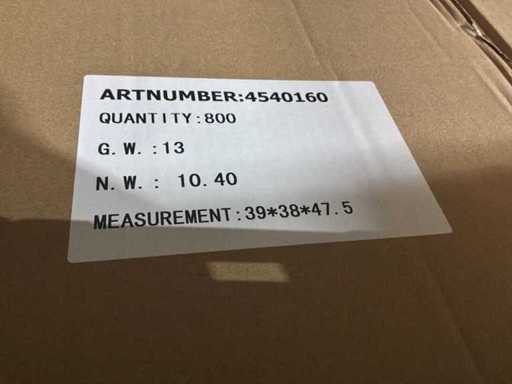 ARTNUMBER:4540160
QUANTITY:800
G.W.:13
N.W.: 10.40
MEASUREMENT:39*38*47.5